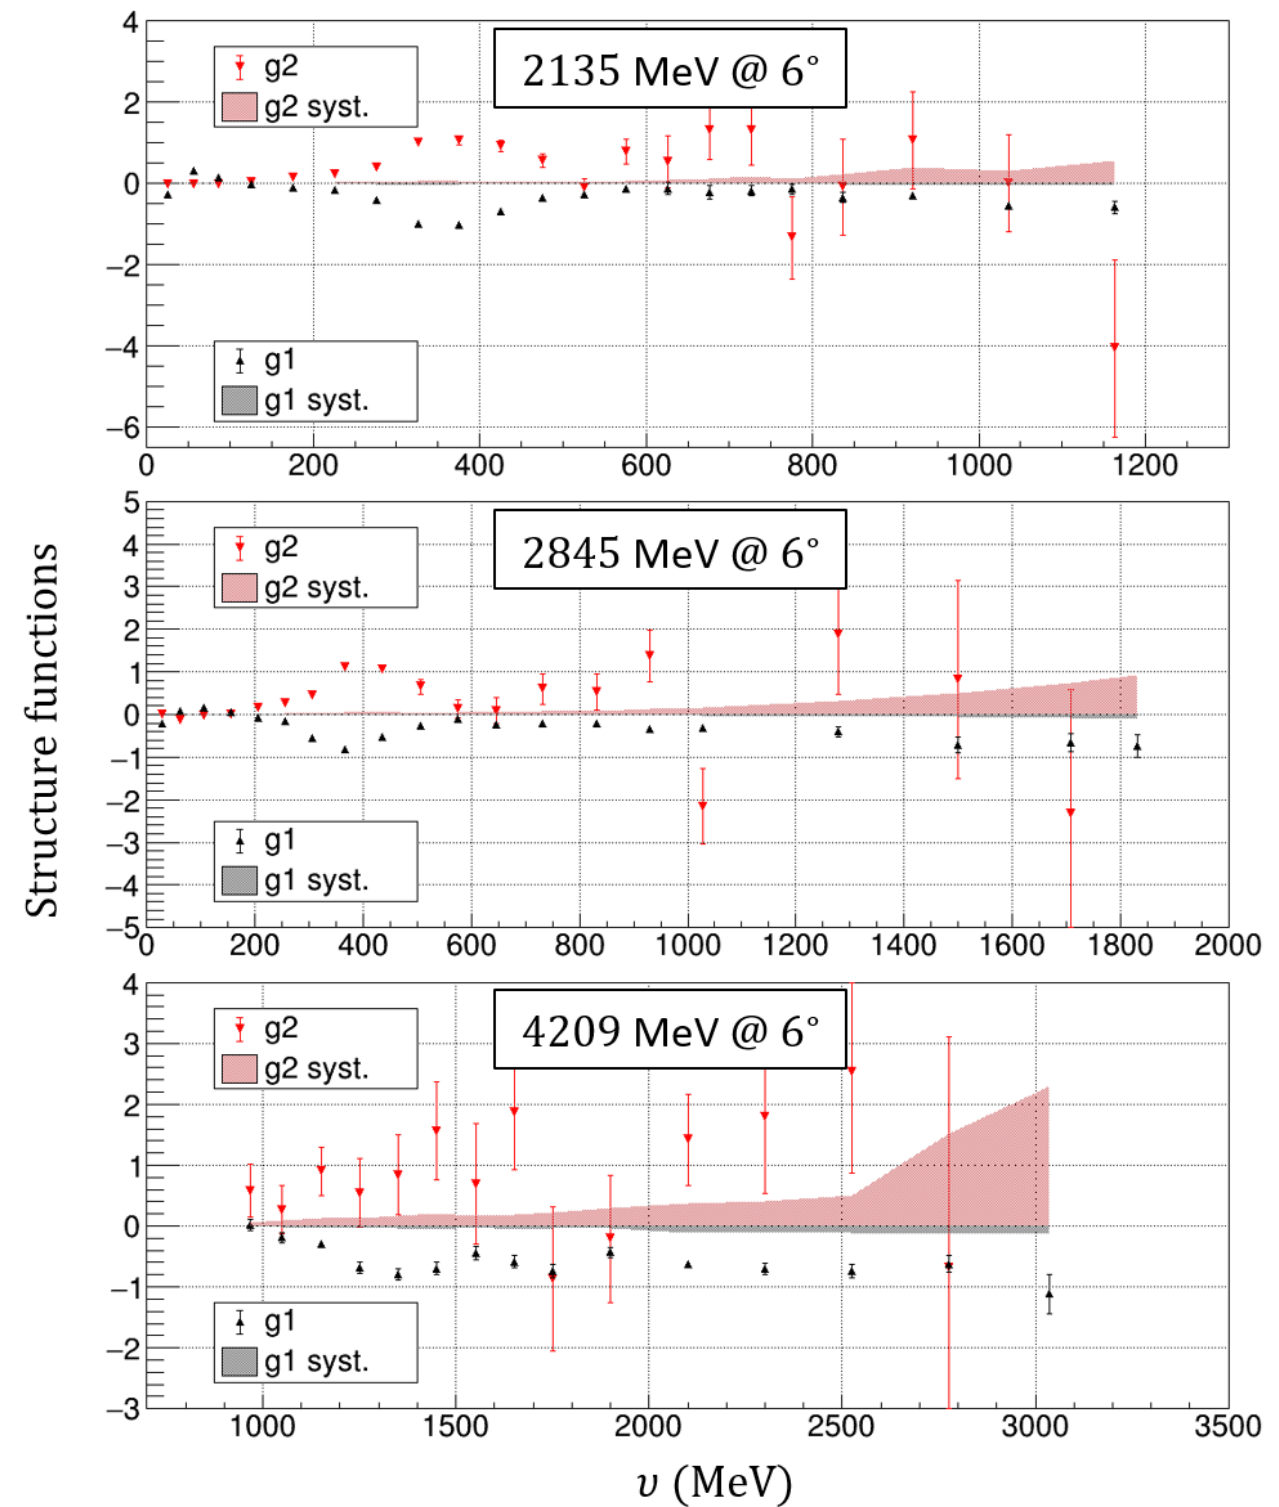 4
2
0
−2
−4
−6
g2
g2 syst.
2135 MeV @ 6°
g1
g1 syst.
0 200 400 600 800 1000 1200
Structure functions
5
4
3
2
1
0
−1
−2
−3
−4
−5
g2
g2 syst.
2845 MeV @ 6°
g1
g1 syst.
0 200 400 600 800 1000 1200 1400 1600 1800 2000
4
3
2
1
0
−1
−2
−3
g2
g2 syst.
4209 MeV @ 6°
g1
g1 syst.
1000 1500 2000 2500 3000 3500
υ (MeV)